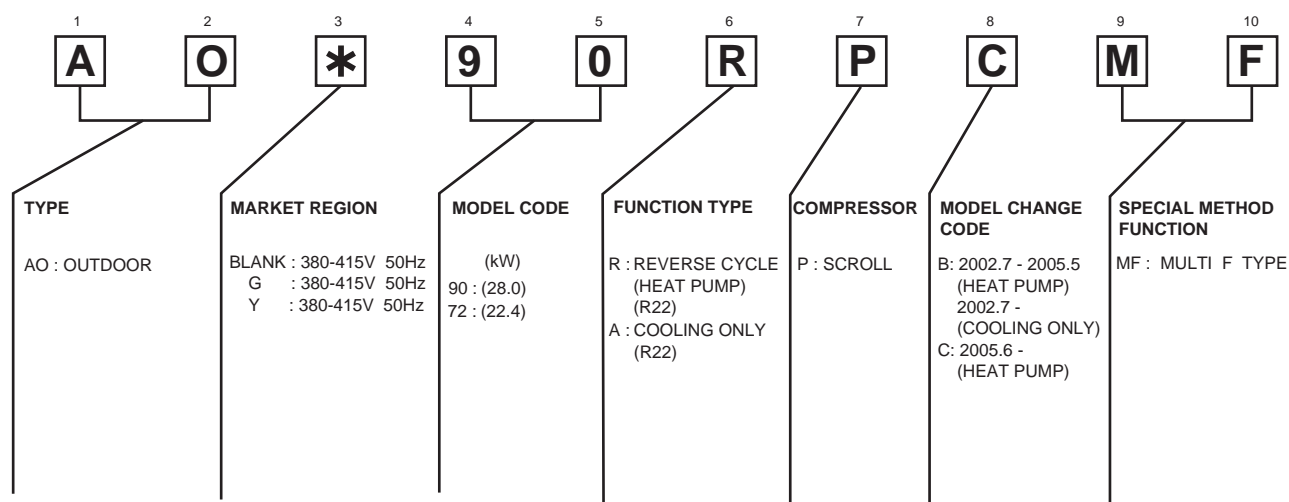 1 2 3 4 5 6 7 8 9 10
A O * 9 0 R P C M F
TYPE
AO : OUTDOOR
MARKET REGION
BLANK : 380-415V 50Hz
G : 380-415V 50Hz
Y : 380-415V 50Hz
MODEL CODE
(kW)
90 : (28.0)
72 : (22.4)
FUNCTION TYPE
R : REVERSE CYCLE
(HEAT PUMP)
(R22)
A : COOLING ONLY
(R22)
COMPRESSOR
P : SCROLL
MODEL CHANGE
CODE
B: 2002.7 - 2005.5
(HEAT PUMP)
2002.7 -
(COOLING ONLY)
C: 2005.6 -
(HEAT PUMP)
SPECIAL METHOD
FUNCTION
MF : MULTI F TYPE